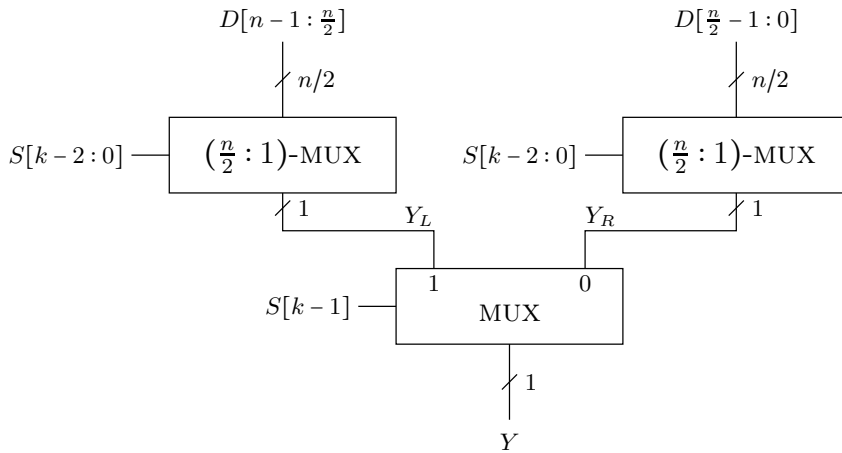 D[n − 1 : n/2] D[n/2 − 1 : 0]
n/2 n/2
S[k − 2 : 0] (n/2 : 1)-MUX S[k − 2 : 0] (n/2 : 1)-MUX
1 Y_L Y_R 1
1 0
S[k − 1] MUX
1
Y